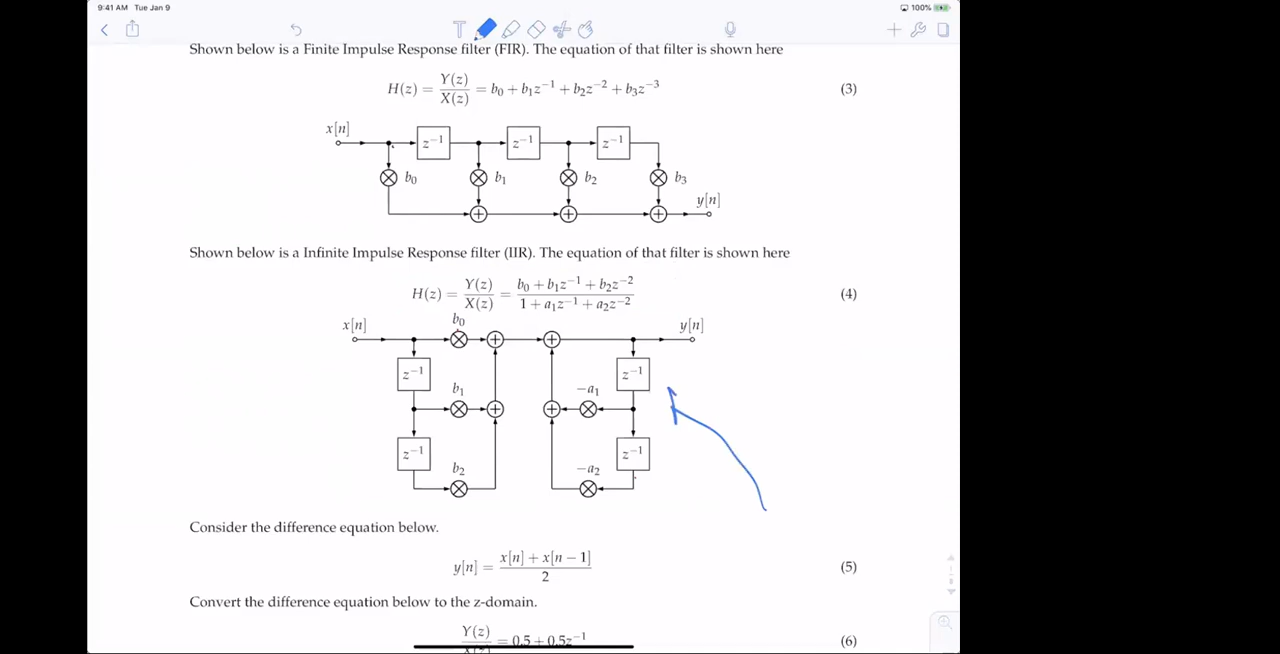 9:41 AM Tue Jan 9
100%
Shown below is a Finite Impulse Response filter (FIR). The equation of that filter is shown here
H(z) = Y(z)/X(z) = b₀ + b₁z⁻¹ + b₂z⁻² + b₃z⁻³ (3)
x[n]
z⁻¹ z⁻¹ z⁻¹
b₀ b₁ b₂ b₃
y[n]
Shown below is a Infinite Impulse Response filter (IIR). The equation of that filter is shown here
H(z) = Y(z)/X(z) = (b₀ + b₁z⁻¹ + b₂z⁻²)/(1 + a₁z⁻¹ + a₂z⁻²) (4)
x[n] b₀ y[n]
z⁻¹ z⁻¹
b₁ −a₁
z⁻¹ z⁻¹
b₂ −a₂
Consider the difference equation below.
y[n] = (x[n] + x[n − 1])/2 (5)
Convert the difference equation below to the z-domain.
Y(z)/X(z) = 0.5 + 0.5z⁻¹ (6)